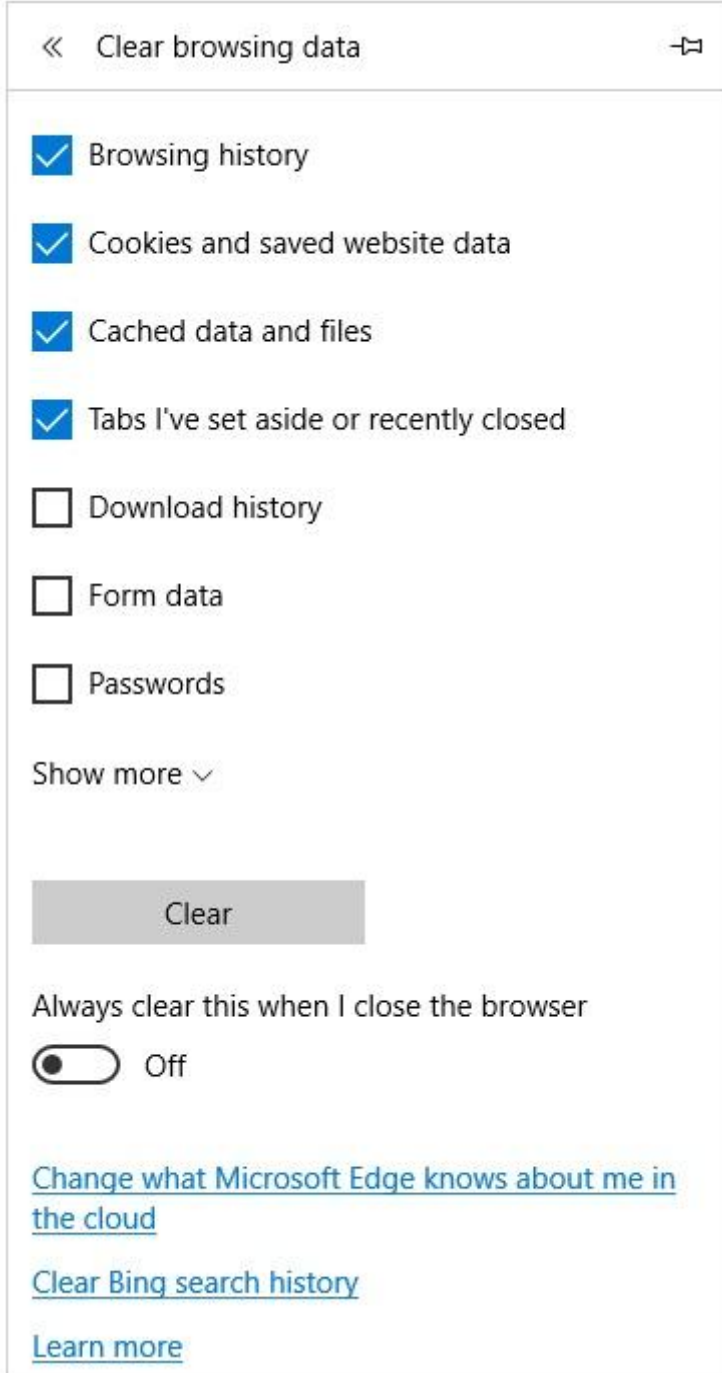 Clear browsing data
Browsing history
Cookies and saved website data
Cached data and files
Tabs I've set aside or recently closed
Download history
Form data
Passwords
Show more
Clear
Always clear this when I close the browser
Off
Change what Microsoft Edge knows about me in
the cloud
Clear Bing search history
Learn more